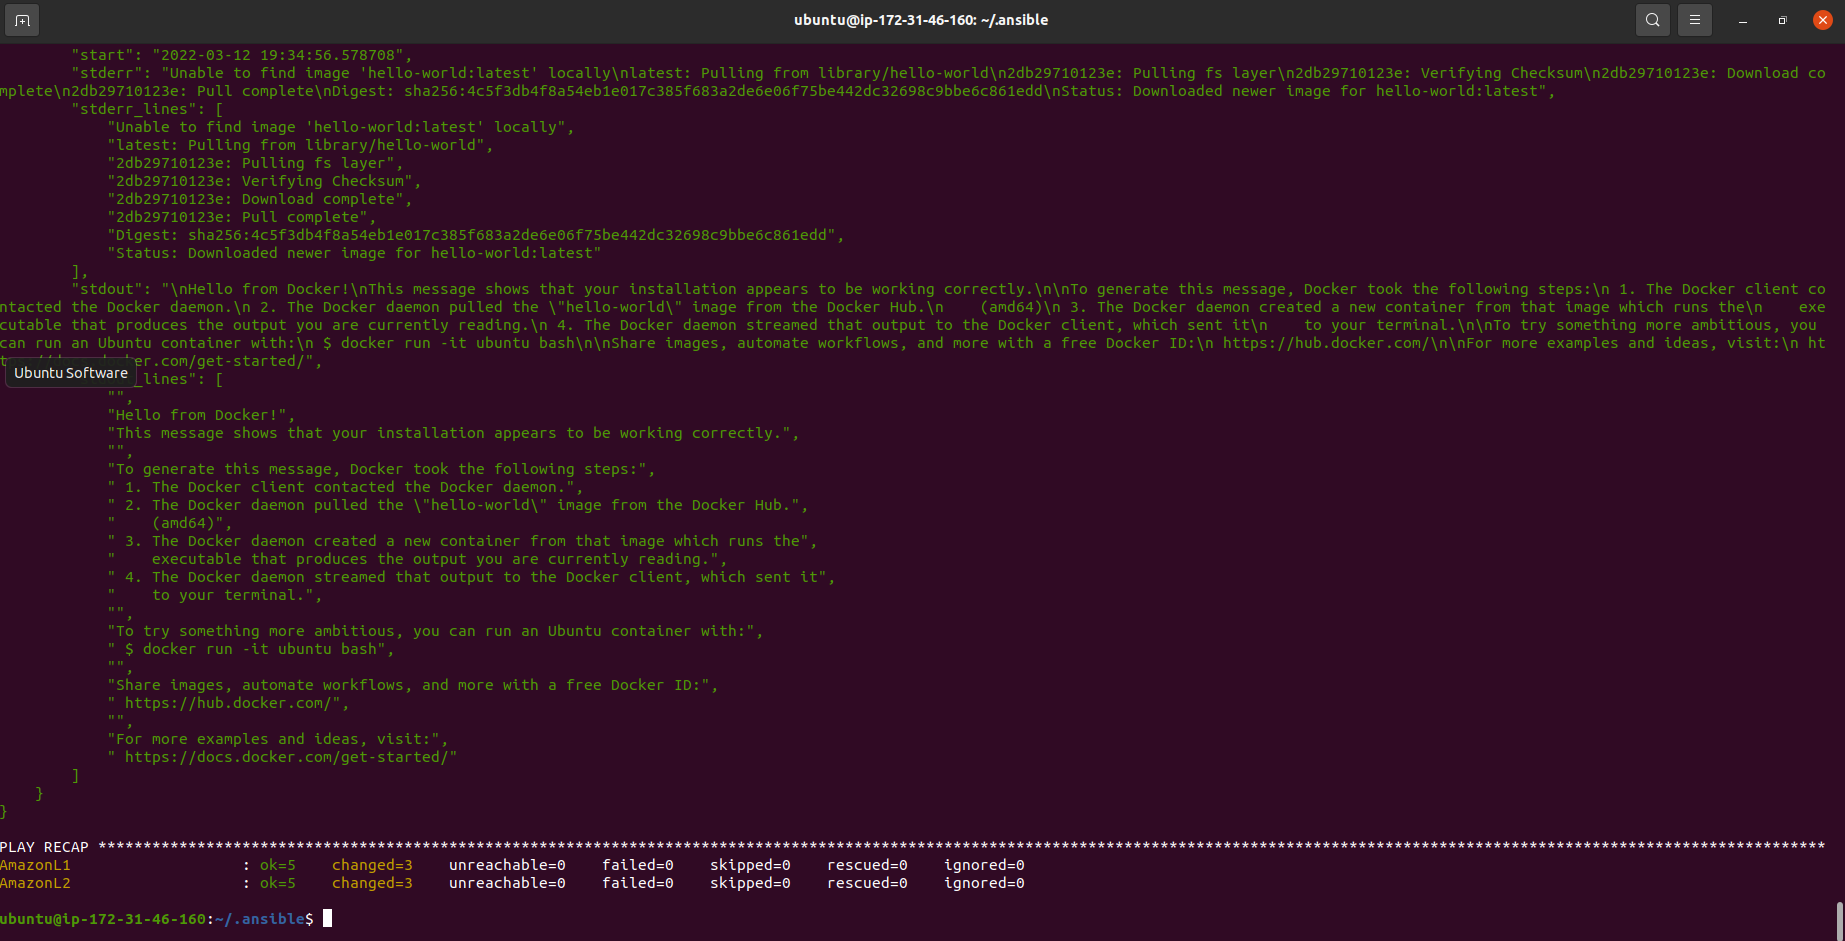 ubuntu@ip-172-31-46-160: ~/.ansible
        "start": "2022-03-12 19:34:56.578708",
        "stderr": "Unable to find image 'hello-world:latest' locally\nlatest: Pulling from library/hello-world\n2db29710123e: Pulling fs layer\n2db29710123e: Verifying Checksum\n2db29710123e: Download co
mplete\n2db29710123e: Pull complete\nDigest: sha256:4c5f3db4f8a54eb1e017c385f683a2de6e06f75be442dc32698c9bbe6c861edd\nStatus: Downloaded newer image for hello-world:latest",
        "stderr_lines": [
            "Unable to find image 'hello-world:latest' locally",
            "latest: Pulling from library/hello-world",
            "2db29710123e: Pulling fs layer",
            "2db29710123e: Verifying Checksum",
            "2db29710123e: Download complete",
            "2db29710123e: Pull complete",
            "Digest: sha256:4c5f3db4f8a54eb1e017c385f683a2de6e06f75be442dc32698c9bbe6c861edd",
            "Status: Downloaded newer image for hello-world:latest"
        ],
        "stdout": "\nHello from Docker!\nThis message shows that your installation appears to be working correctly.\n\nTo generate this message, Docker took the following steps:\n 1. The Docker client co
ntacted the Docker daemon.\n 2. The Docker daemon pulled the \"hello-world\" image from the Docker Hub.\n    (amd64)\n 3. The Docker daemon created a new container from that image which runs the\n    exe
cutable that produces the output you are currently reading.\n 4. The Docker daemon streamed that output to the Docker client, which sent it\n    to your terminal.\n\nTo try something more ambitious, you 
can run an Ubuntu container with:\n $ docker run -it ubuntu bash\n\nShare images, automate workflows, and more with a free Docker ID:\n https://hub.docker.com/\n\nFor more examples and ideas, visit:\n ht
tps://docs.docker.com/get-started/",
Ubuntu Software
_lines": [
            "",
            "Hello from Docker!",
            "This message shows that your installation appears to be working correctly.",
            "",
            "To generate this message, Docker took the following steps:",
            " 1. The Docker client contacted the Docker daemon.",
            " 2. The Docker daemon pulled the \"hello-world\" image from the Docker Hub.",
            "    (amd64)",
            " 3. The Docker daemon created a new container from that image which runs the",
            "    executable that produces the output you are currently reading.",
            " 4. The Docker daemon streamed that output to the Docker client, which sent it",
            "    to your terminal.",
            "",
            "To try something more ambitious, you can run an Ubuntu container with:",
            " $ docker run -it ubuntu bash",
            "",
            "Share images, automate workflows, and more with a free Docker ID:",
            " https://hub.docker.com/",
            "",
            "For more examples and ideas, visit:",
            " https://docs.docker.com/get-started/"
        ]
    }
}
PLAY RECAP ************************************************************************************************************************************************************************************************
AmazonL1                   : ok=5    changed=3    unreachable=0    failed=0    skipped=0    rescued=0    ignored=0
AmazonL2                   : ok=5    changed=3    unreachable=0    failed=0    skipped=0    rescued=0    ignored=0
ubuntu@ip-172-31-46-160:~/.ansible$